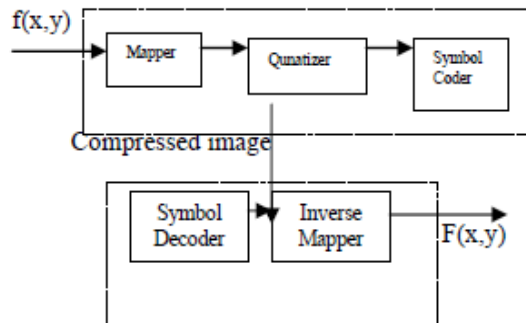 f(x,y)
Mapper
Qunatizer
Symbol
Coder
Compressed image
Symbol
Decoder
Inverse
Mapper
F(x,y)